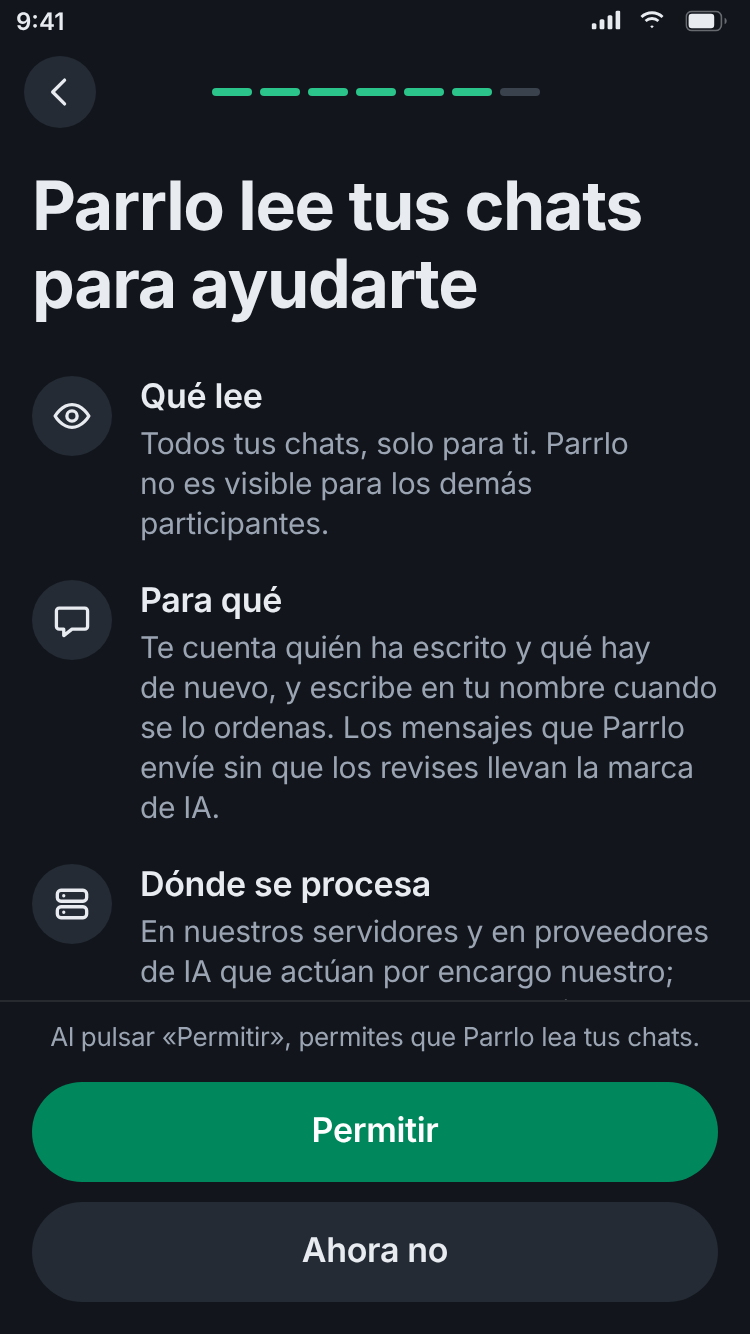 9:41
Parrlo lee tus chats
para ayudarte
Qué lee
Todos tus chats, solo para ti. Parrlo
no es visible para los demás
participantes.
Para qué
Te cuenta quién ha escrito y qué hay
de nuevo, y escribe en tu nombre cuando
se lo ordenas. Los mensajes que Parrlo
envíe sin que los revises llevan la marca
de IA.
Dónde se procesa
En nuestros servidores y en proveedores
de IA que actúan por encargo nuestro;
Al pulsar «Permitir», permites que Parrlo lea tus chats.
Permitir
Ahora no